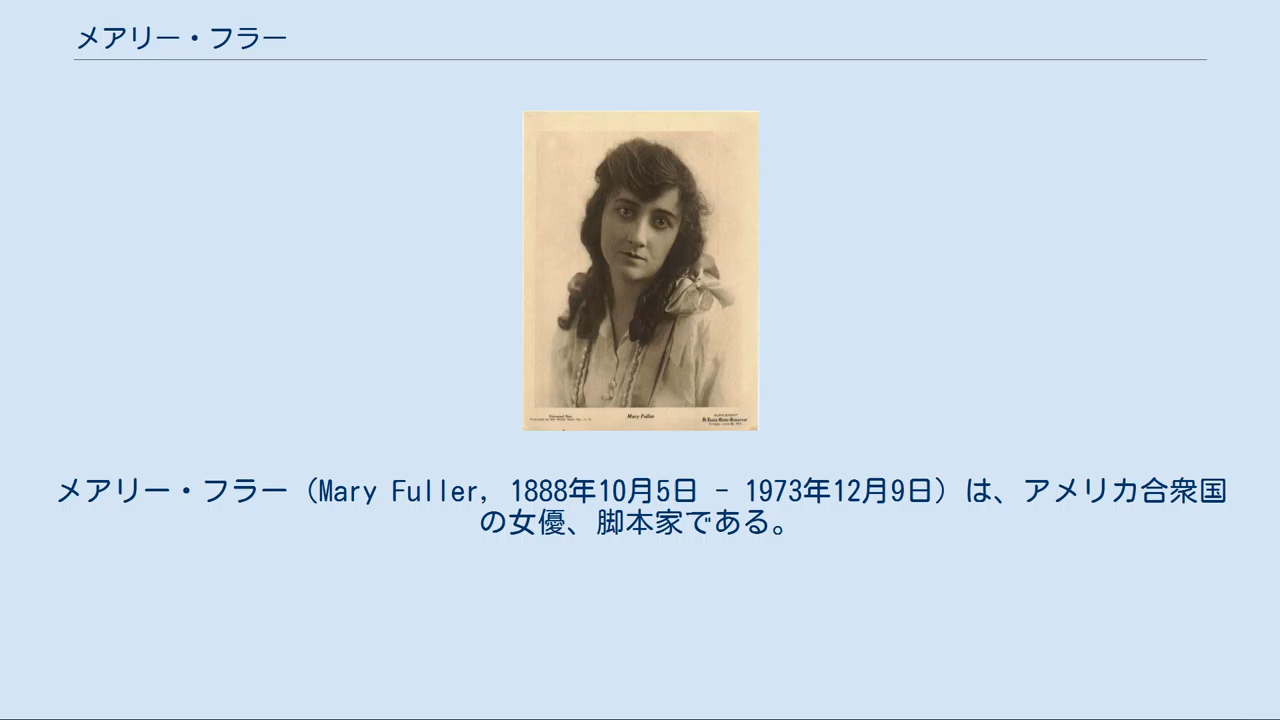 メアリー・フラー
Mary Fuller
SUPPLEMENT
メアリー・フラー（Mary Fuller, 1888年10月5日 - 1973年12月9日）は、アメリカ合衆国
の女優、脚本家である。